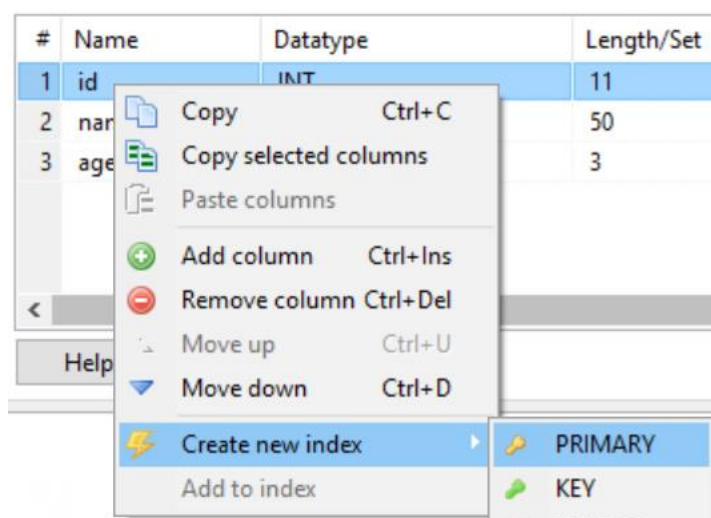 # Name Datatype Length/Set
1 id INT 11
2 nar 50
3 age 3
Copy Ctrl+C
Copy selected columns
Paste columns
Add column Ctrl+Ins
Remove column Ctrl+Del
Move up Ctrl+U
Help
Move down Ctrl+D
Create new index PRIMARY
Add to index KEY